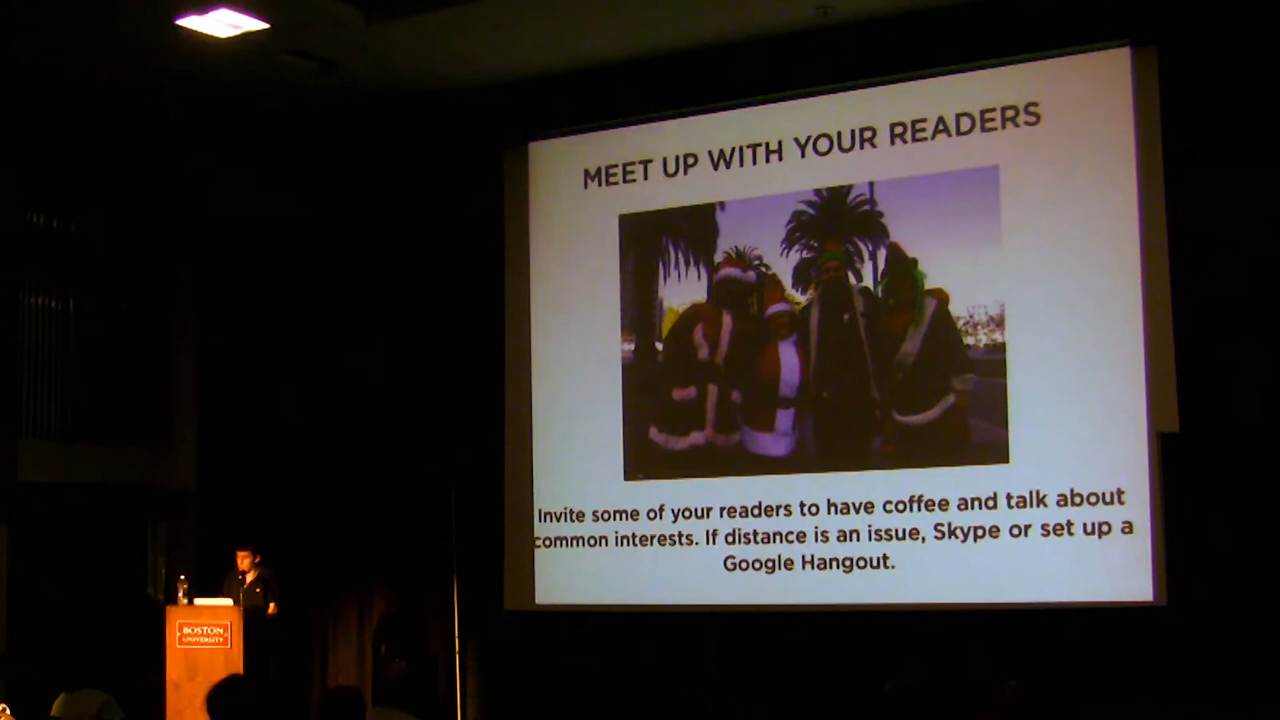 MEET UP WITH YOUR READERS
Invite some of your readers to have coffee and talk about
common interests. If distance is an issue, Skype or set up a
Google Hangout.
BOSTON
UNIVERSITY